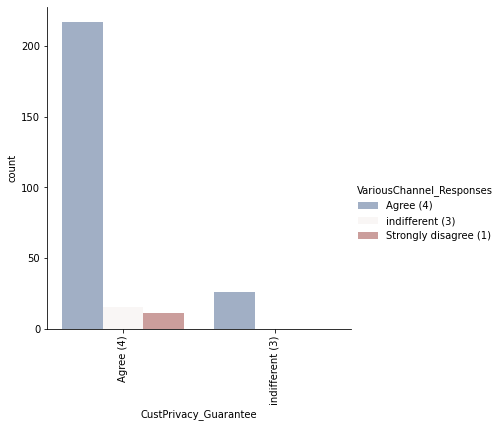 200
150
100
50
0
count
Agree (4)
indifferent (3)
CustPrivacy_Guarantee
VariousChannel_Responses
Agree (4)
indifferent (3)
Strongly disagree (1)